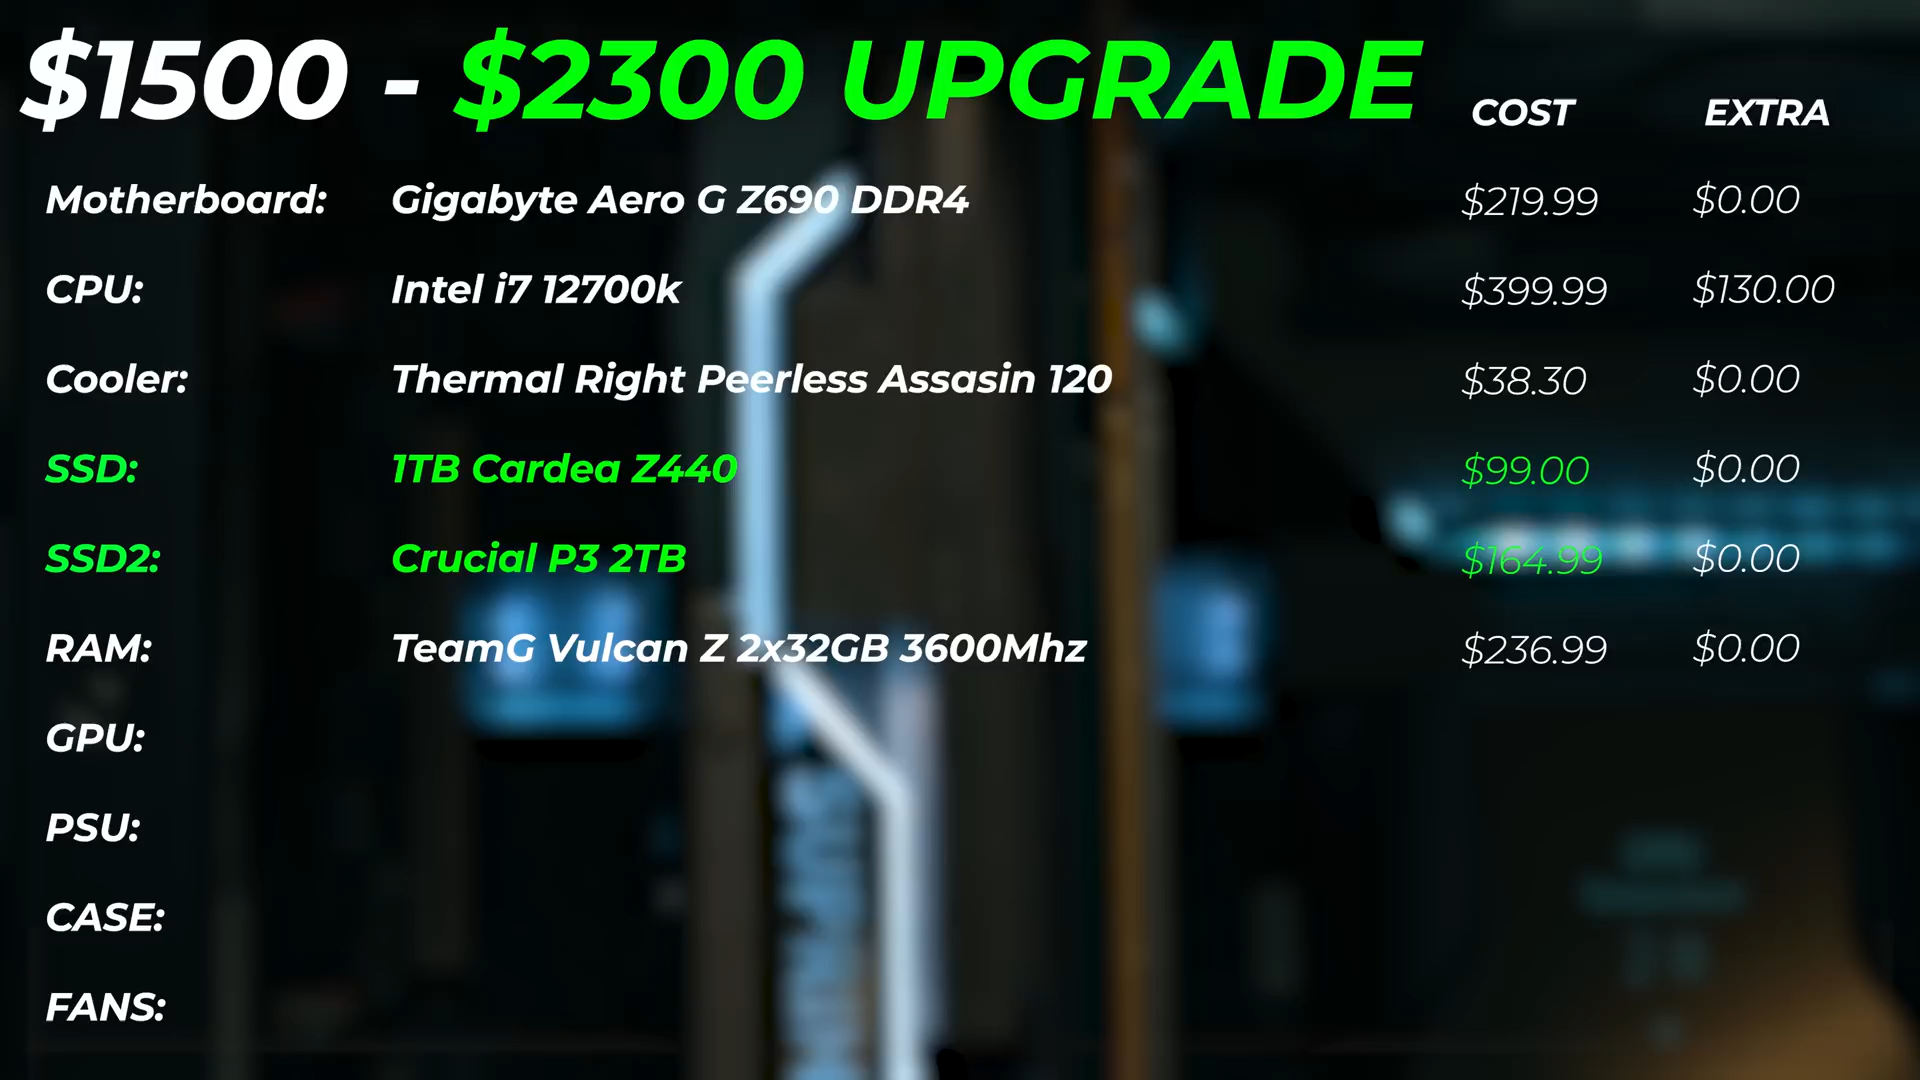 $1500 - $2300 UPGRADE COST EXTRA
Motherboard: Gigabyte Aero G Z690 DDR4 $219.99 $0.00
CPU: Intel i7 12700k $399.99 $130.00
Cooler: Thermal Right Peerless Assasin 120 $38.30 $0.00
SSD: 1TB Cardea Z440 $99.00 $0.00
SSD2: Crucial P3 2TB $164.99 $0.00
RAM: TeamG Vulcan Z 2x32GB 3600Mhz $236.99 $0.00
GPU:
PSU:
CASE:
FANS: